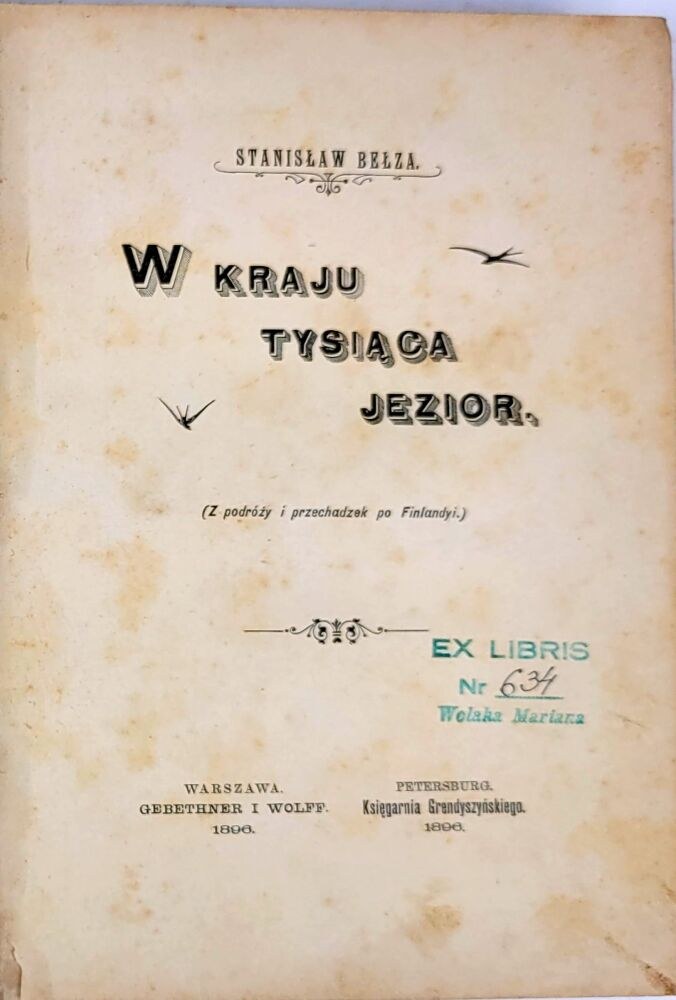 STANISŁAW BEŁZA.
W KRAJU
TYSIĄCA
JEZIOR.
(Z podróży i przechadzek po Finlandyi.)
EX LIBRIS
Nr 634
Wolaka Mariana
WARSZAWA.
GEBETHNER I WOLFF.
1896.
PETERSBURG.
Księgarnia Grendyszyńskiego.
1896.